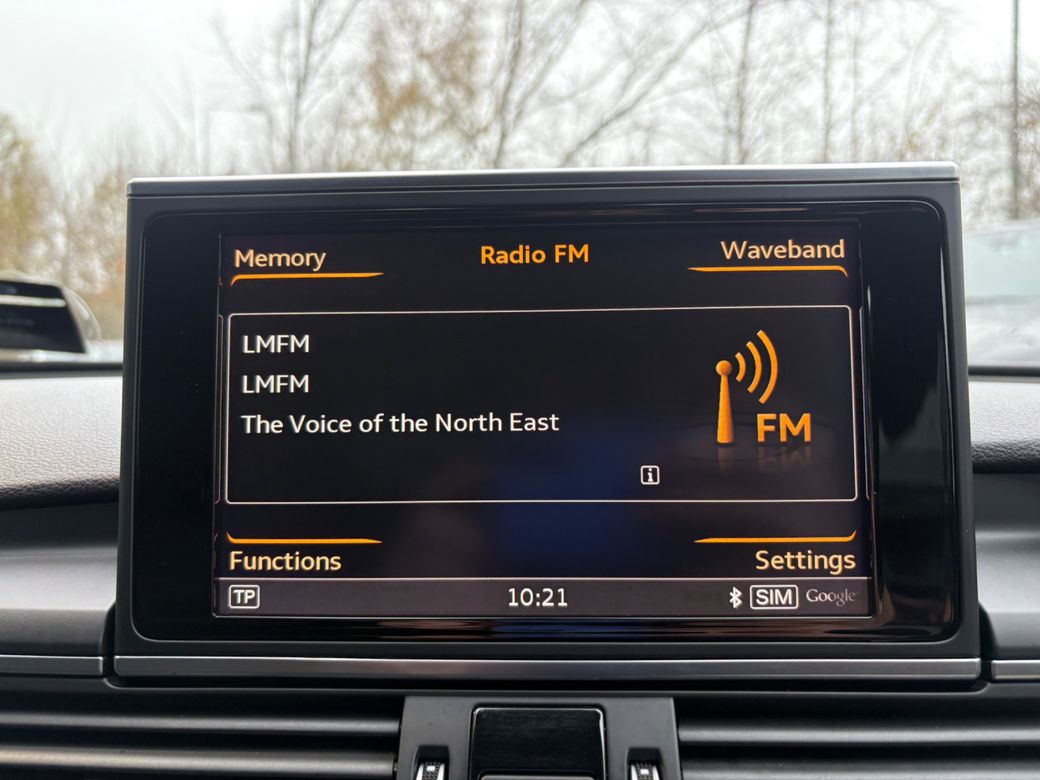 Memory Radio FM Waveband
LMFM
LMFM
The Voice of the North East
FM
i
Functions Settings
TP 10:21 SIM Google